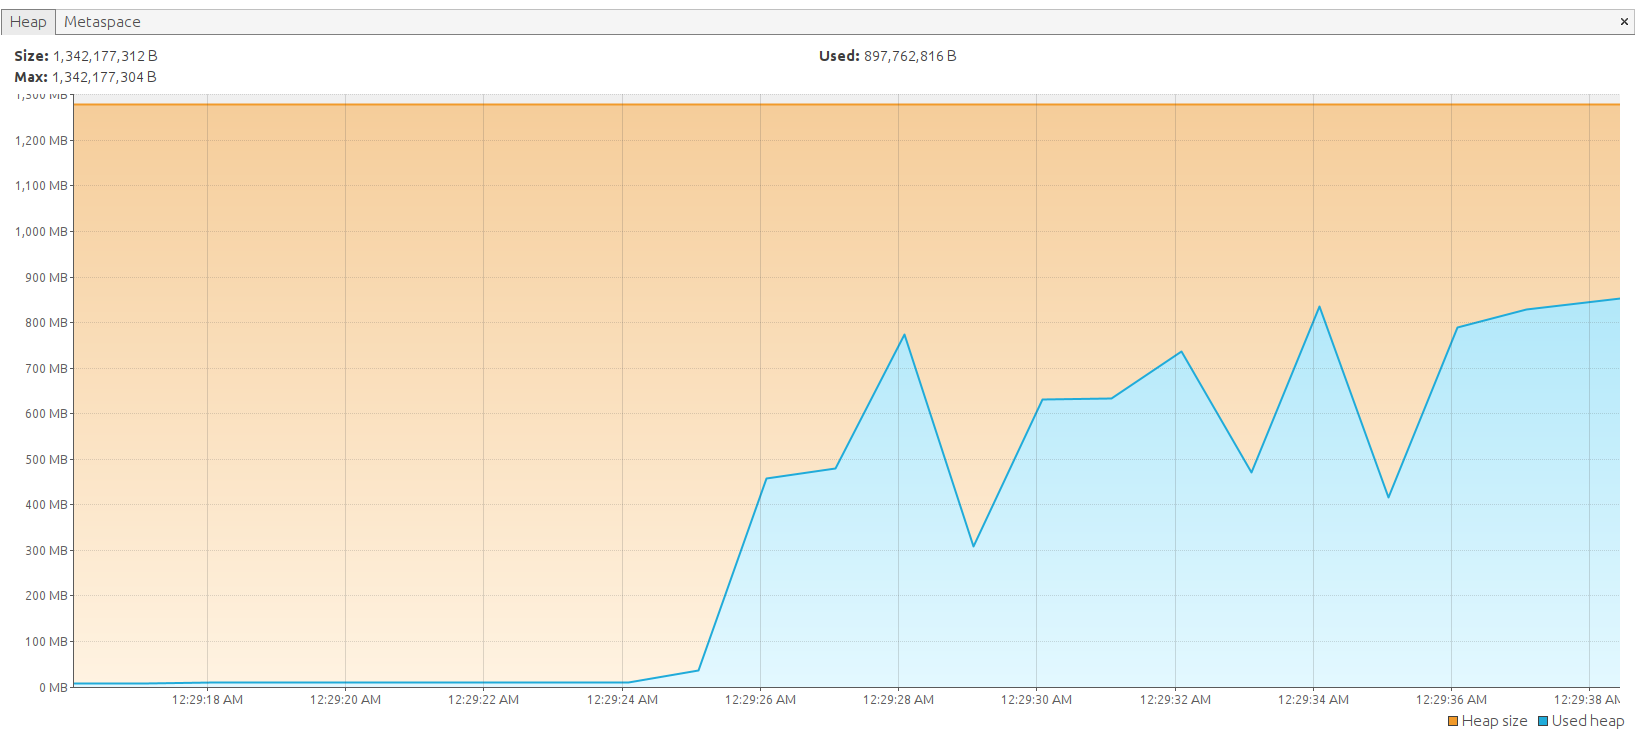 Heap Metaspace ×
Size: 1,342,177,312 B Used: 897,762,816 B
Max: 1,342,177,304 B
1,300 MB
1,200 MB
1,100 MB
1,000 MB
900 MB
800 MB
700 MB
600 MB
500 MB
400 MB
300 MB
200 MB
100 MB
0 MB
12:29:18 AM 12:29:20 AM 12:29:22 AM 12:29:24 AM 12:29:26 AM 12:29:28 AM 12:29:30 AM 12:29:32 AM 12:29:34 AM 12:29:36 AM 12:29:38 AM
Heap size Used heap